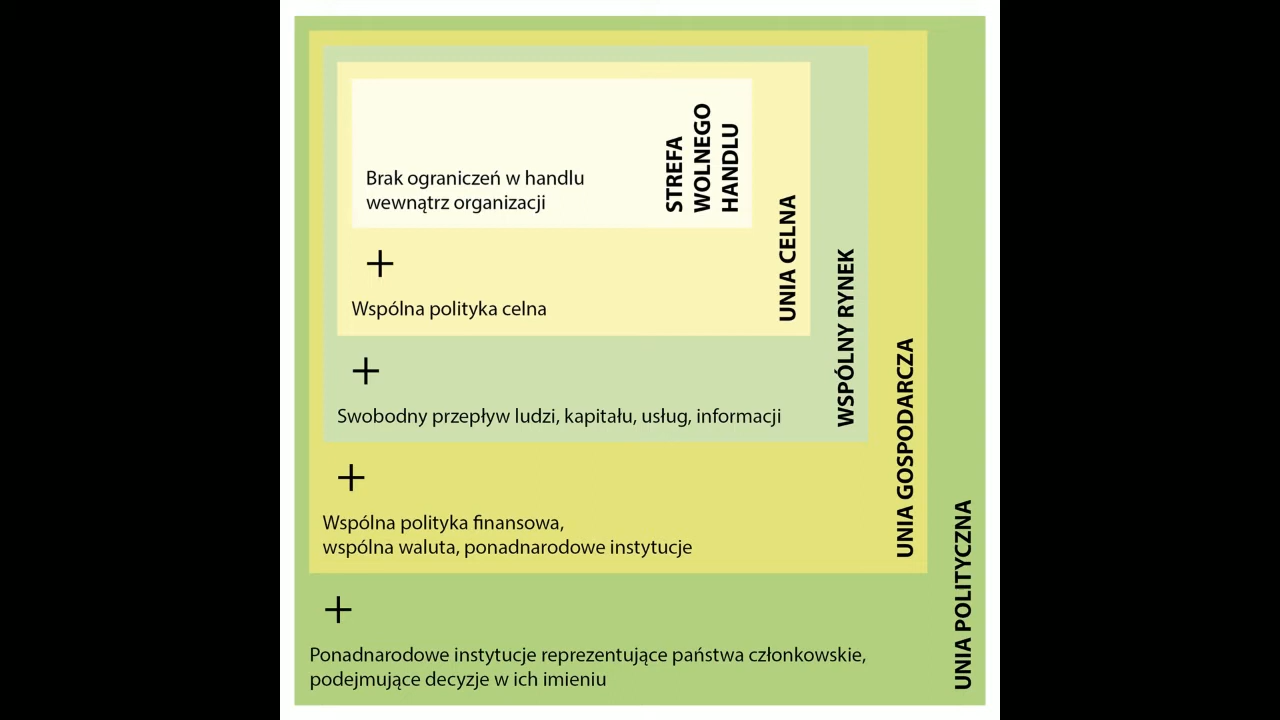 Brak ograniczeń w handlu
wewnątrz organizacji
STREFA
WOLNEGO
HANDLU
+
Wspólna polityka celna
UNIA CELNA
+
Swobodny przepływ ludzi, kapitału, usług, informacji
WSPÓLNY RYNEK
+
Wspólna polityka finansowa,
wspólna waluta, ponadnarodowe instytucje
UNIA GOSPODARCZA
+
Ponadnarodowe instytucje reprezentujące państwa członkowskie,
podejmujące decyzje w ich imieniu
UNIA POLITYCZNA